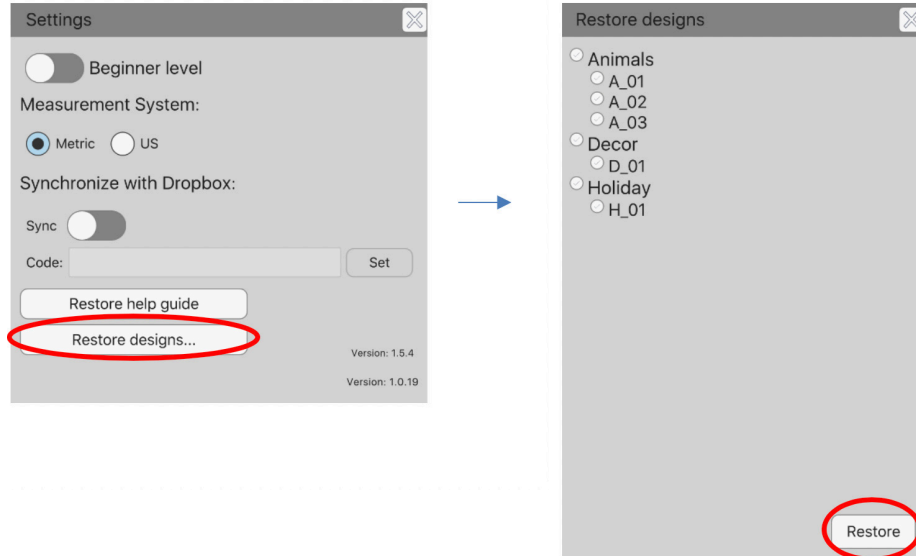 Settings
Beginner level
Measurement System:
Metric US
Synchronize with Dropbox:
Sync
Code: Set
Restore help guide
Restore designs...
Version: 1.5.4
Version: 1.0.19
Restore designs
Animals
A_01
A_02
A_03
Decor
D_01
Holiday
H_01
Restore